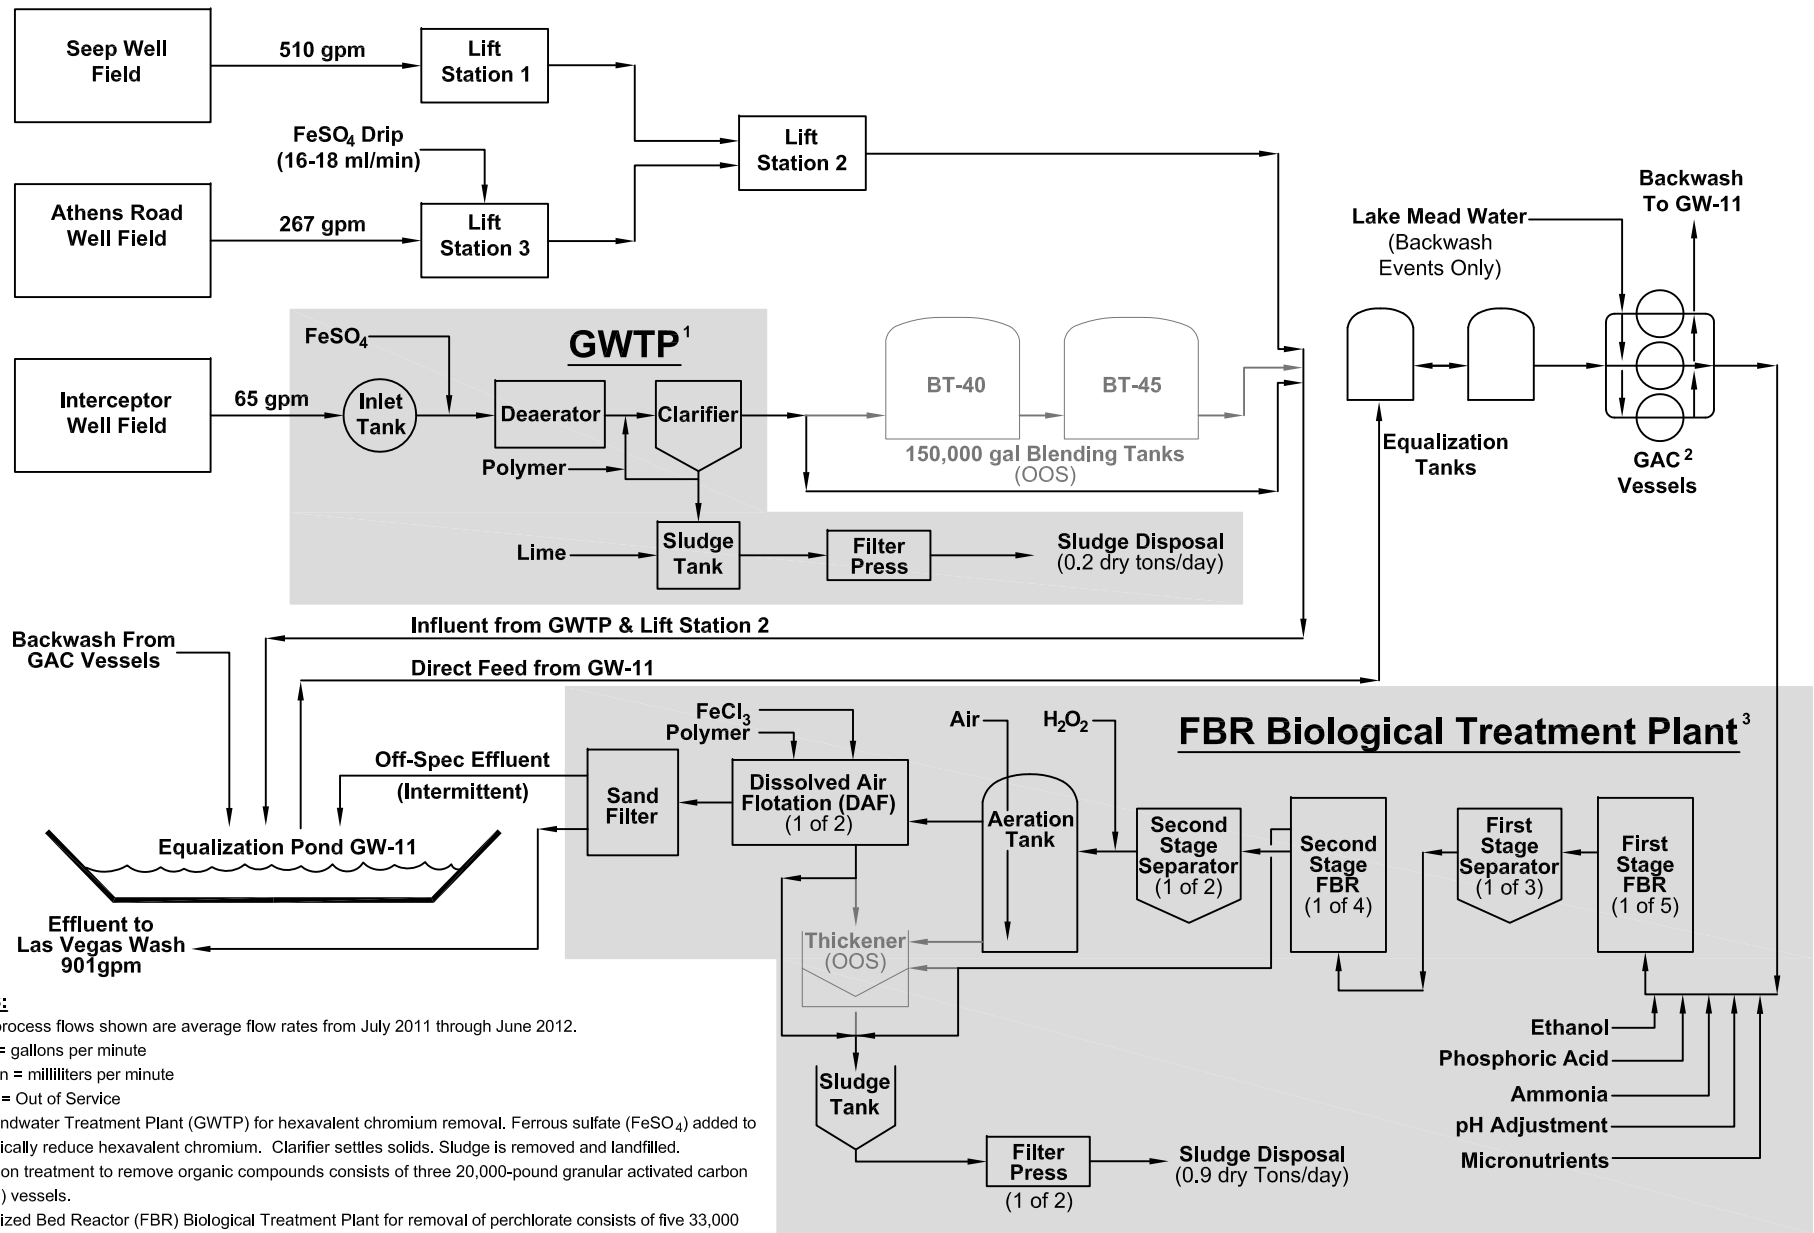 Seep Well
Field
510 gpm
Lift
Station 1
FeSO4 Drip
(16-18 ml/min)
Lift
Station 2
Athens Road
Well Field
267 gpm
Lift
Station 3
Backwash
To GW-11
Lake Mead Water
(Backwash
Events Only)
GWTP1
FeSO4
Interceptor
Well Field
65 gpm
Inlet
Tank
Deaerator
Clarifier
Polymer
BT-40
BT-45
150,000 gal Blending Tanks
(OOS)
Equalization
Tanks
GAC2
Vessels
Lime
Sludge
Tank
Filter
Press
Sludge Disposal
(0.2 dry tons/day)
Influent from GWTP & Lift Station 2
Backwash From
GAC Vessels
Direct Feed from GW-11
FBR Biological Treatment Plant3
FeCl3
Polymer
Air
H2O2
Off-Spec Effluent
(Intermittent)
Sand
Filter
Dissolved Air
Flotation (DAF)
(1 of 2)
Aeration
Tank
Second
Stage
Separator
(1 of 2)
Second
Stage
FBR
(1 of 4)
First
Stage
Separator
(1 of 3)
First
Stage
FBR
(1 of 5)
Equalization Pond GW-11
Effluent to
Las Vegas Wash
901gpm
Thickener
(OOS)
Ethanol
Phosphoric Acid
Ammonia
pH Adjustment
Micronutrients
Sludge
Tank
Filter
Press
(1 of 2)
Sludge Disposal
(0.9 dry Tons/day)
process flows shown are average flow rates from July 2011 through June 2012.
= gallons per minute
n = milliliters per minute
= Out of Service
ndwater Treatment Plant (GWTP) for hexavalent chromium removal. Ferrous sulfate (FeSO4) added to
ically reduce hexavalent chromium. Clarifier settles solids. Sludge is removed and landfilled.
on treatment to remove organic compounds consists of three 20,000-pound granular activated carbon
) vessels.
ized Bed Reactor (FBR) Biological Treatment Plant for removal of perchlorate consists of five 33,000